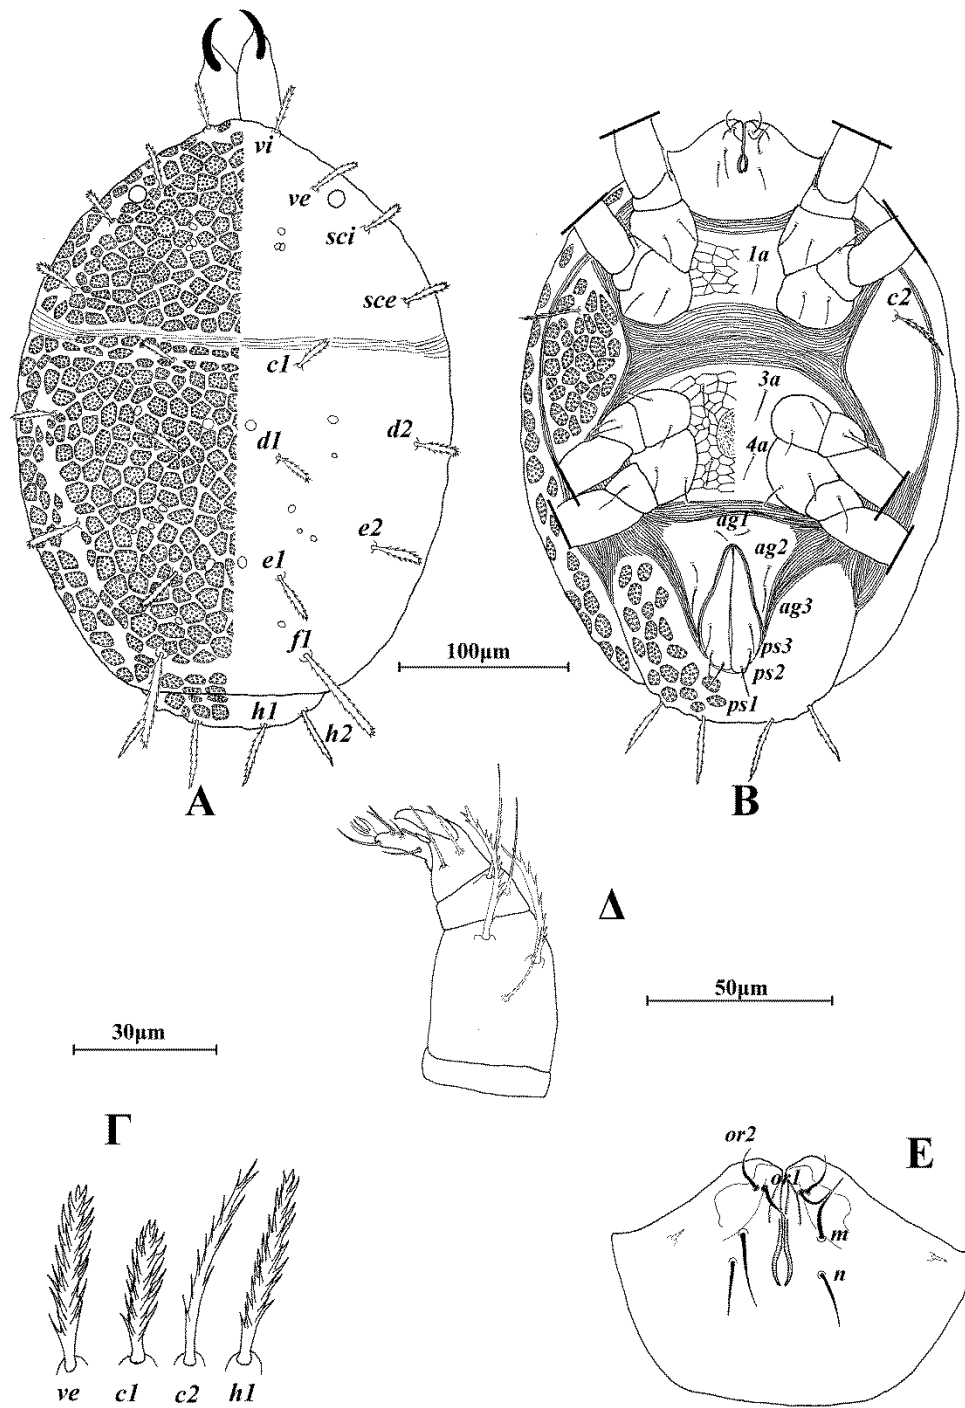 vi
ve
sci
sce
c1
d1
d2
e2
e1
f1
h1
h2
A
100μm
1a
c2
3a
4a
ag1
ag2
ag3
ps3
ps2
ps1
B
Δ
50μm
30μm
Γ
ve
c1
c2
h1
E
or2
or1
m
n